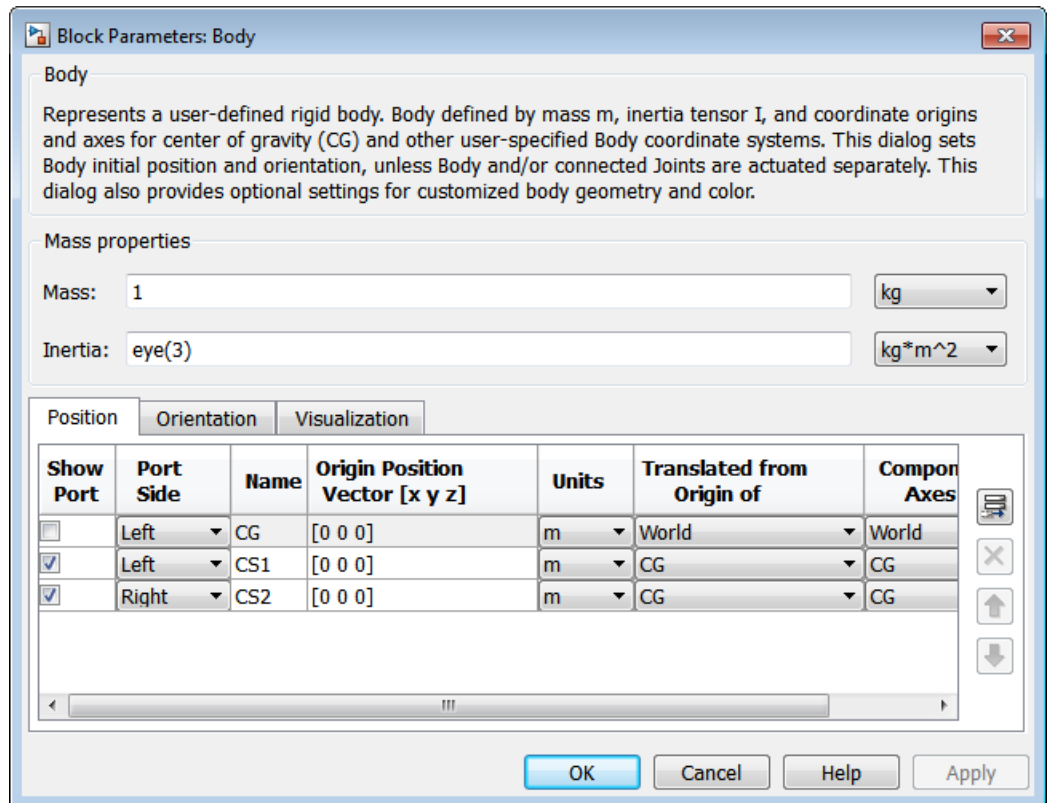 Block Parameters: Body
Body
Represents a user-defined rigid body. Body defined by mass m, inertia tensor I, and coordinate origins
and axes for center of gravity (CG) and other user-specified Body coordinate systems. This dialog sets
Body initial position and orientation, unless Body and/or connected Joints are actuated separately. This
dialog also provides optional settings for customized body geometry and color.
Mass properties
Mass: 1 kg
Inertia: eye(3) kg*m^2
Position Orientation Visualization
Show Port Origin Position Translated from Compon
Port Side Name Vector [x y z] Units Origin of Axes
Left CG [0 0 0] m World World
Left CS1 [0 0 0] m CG CG
Right CS2 [0 0 0] m CG CG
OK Cancel Help Apply